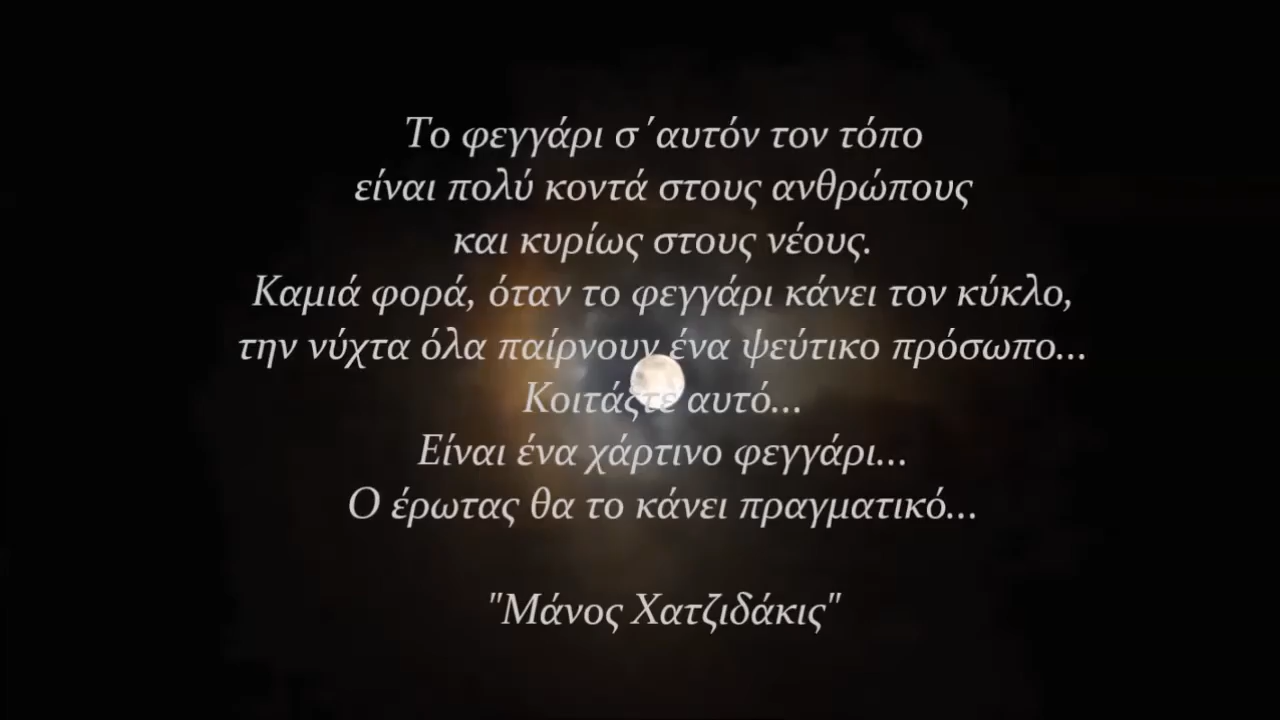 Το φεγγάρι σ΄αυτόν τον τόπο
είναι πολύ κοντά στους ανθρώπους
και κυρίως στους νέους.
Καμιά φορά, όταν το φεγγάρι κάνει τον κύκλο,
την νύχτα όλα παίρνουν ένα ψεύτικο πρόσωπο...
Κοιτάξτε αυτό...
Είναι ένα χάρτινο φεγγάρι...
Ο έρωτας θα το κάνει πραγματικό...
"Μάνος Χατζιδάκις"